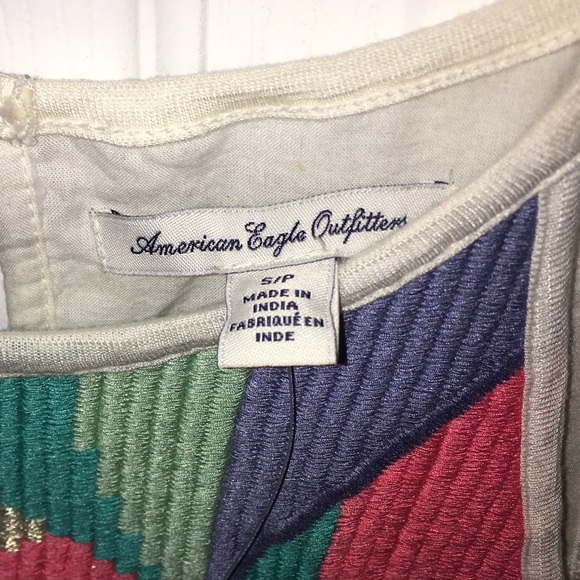 American Eagle Outfitters
S/P
MADE IN
INDIA
FABRIQUÉ EN
INDE